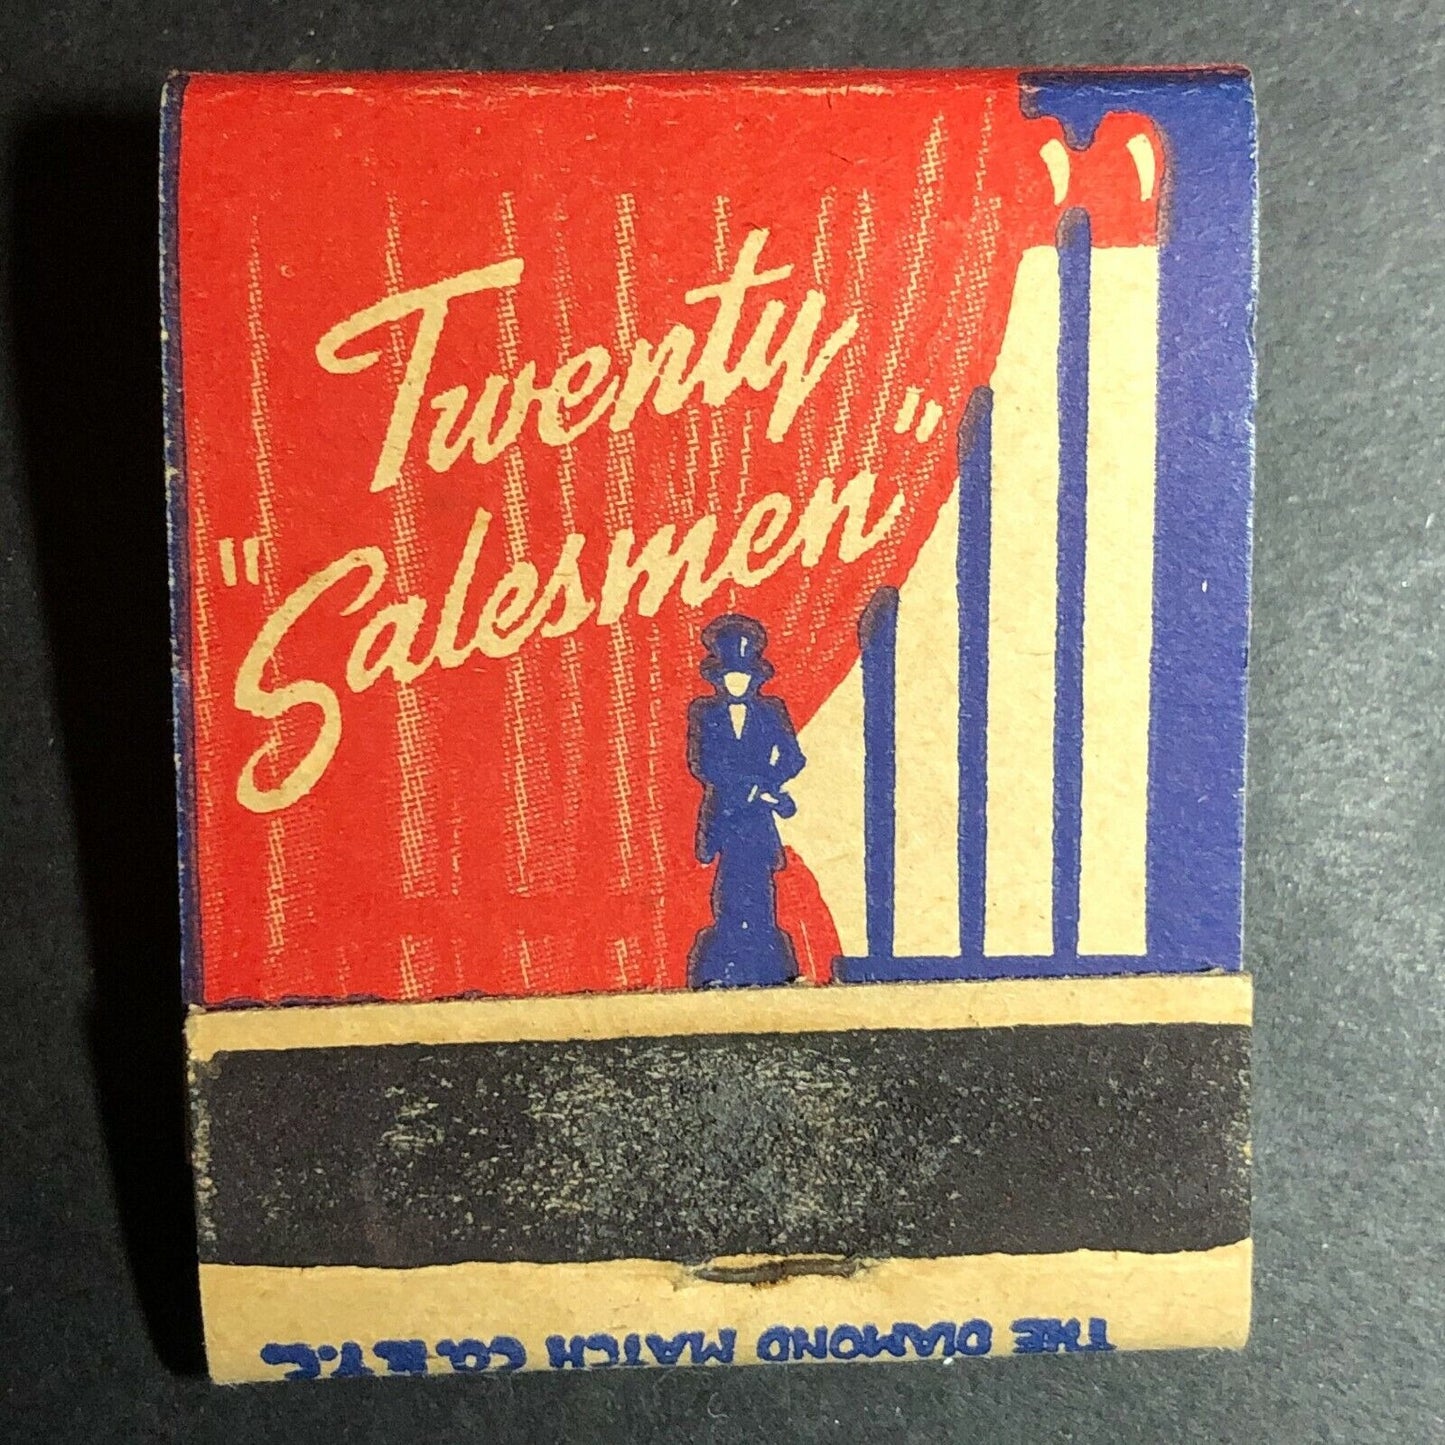 Twenty
"Salesmen"
THE DIAMOND MATCH CO. N.Y.C.